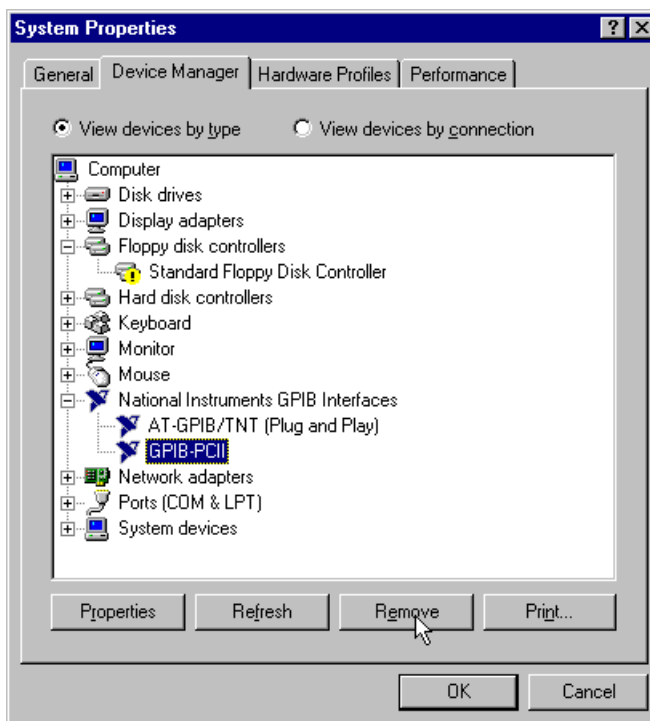 System Properties
General Device Manager Hardware Profiles Performance
View devices by type View devices by connection
Computer
Disk drives
Display adapters
Floppy disk controllers
Standard Floppy Disk Controller
Hard disk controllers
Keyboard
Monitor
Mouse
National Instruments GPIB Interfaces
AT-GPIB/TNT (Plug and Play)
GPIB-PCII
Network adapters
Ports (COM & LPT)
System devices
Properties Refresh Remove Print...
OK Cancel